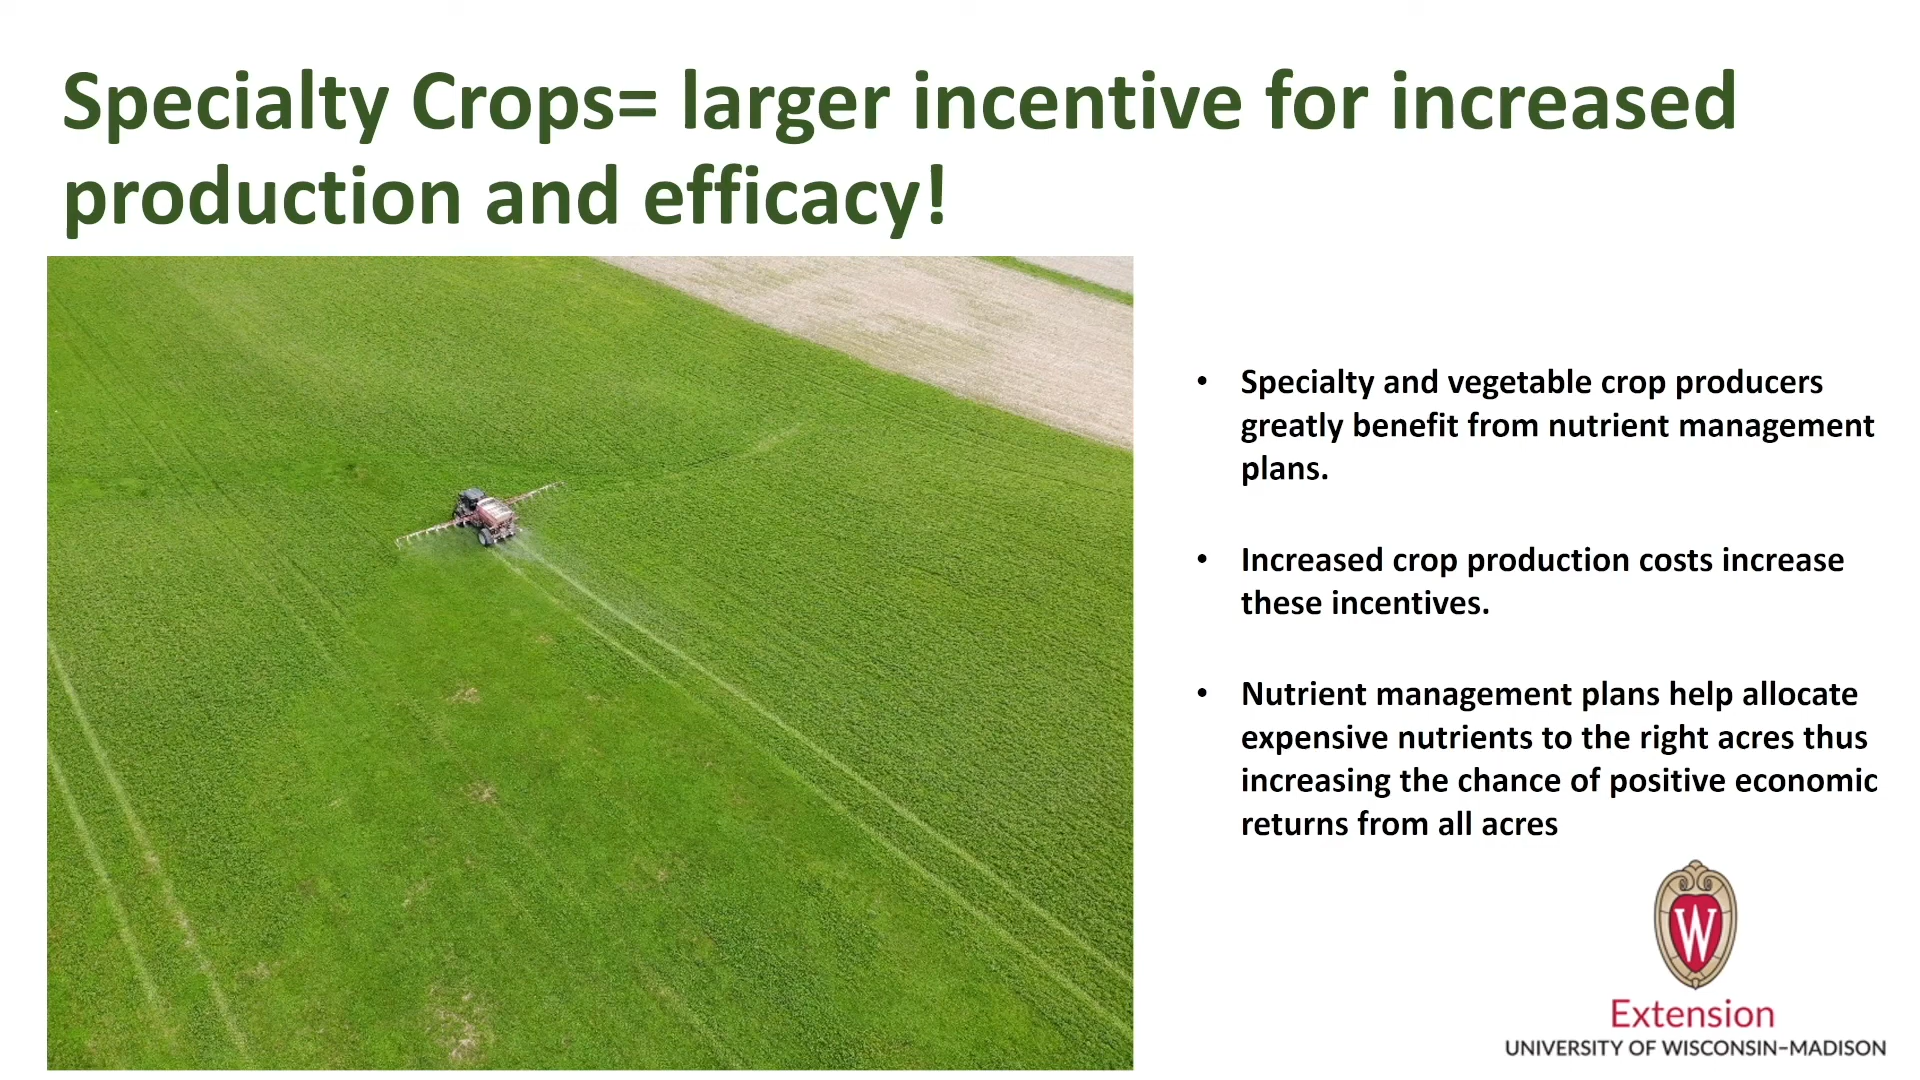 Specialty Crops= larger incentive for increased
production and efficacy!
• Specialty and vegetable crop producers
greatly benefit from nutrient management
plans.
• Increased crop production costs increase
these incentives.
• Nutrient management plans help allocate
expensive nutrients to the right acres thus
increasing the chance of positive economic
returns from all acres
W
Extension
UNIVERSITY OF WISCONSIN–MADISON